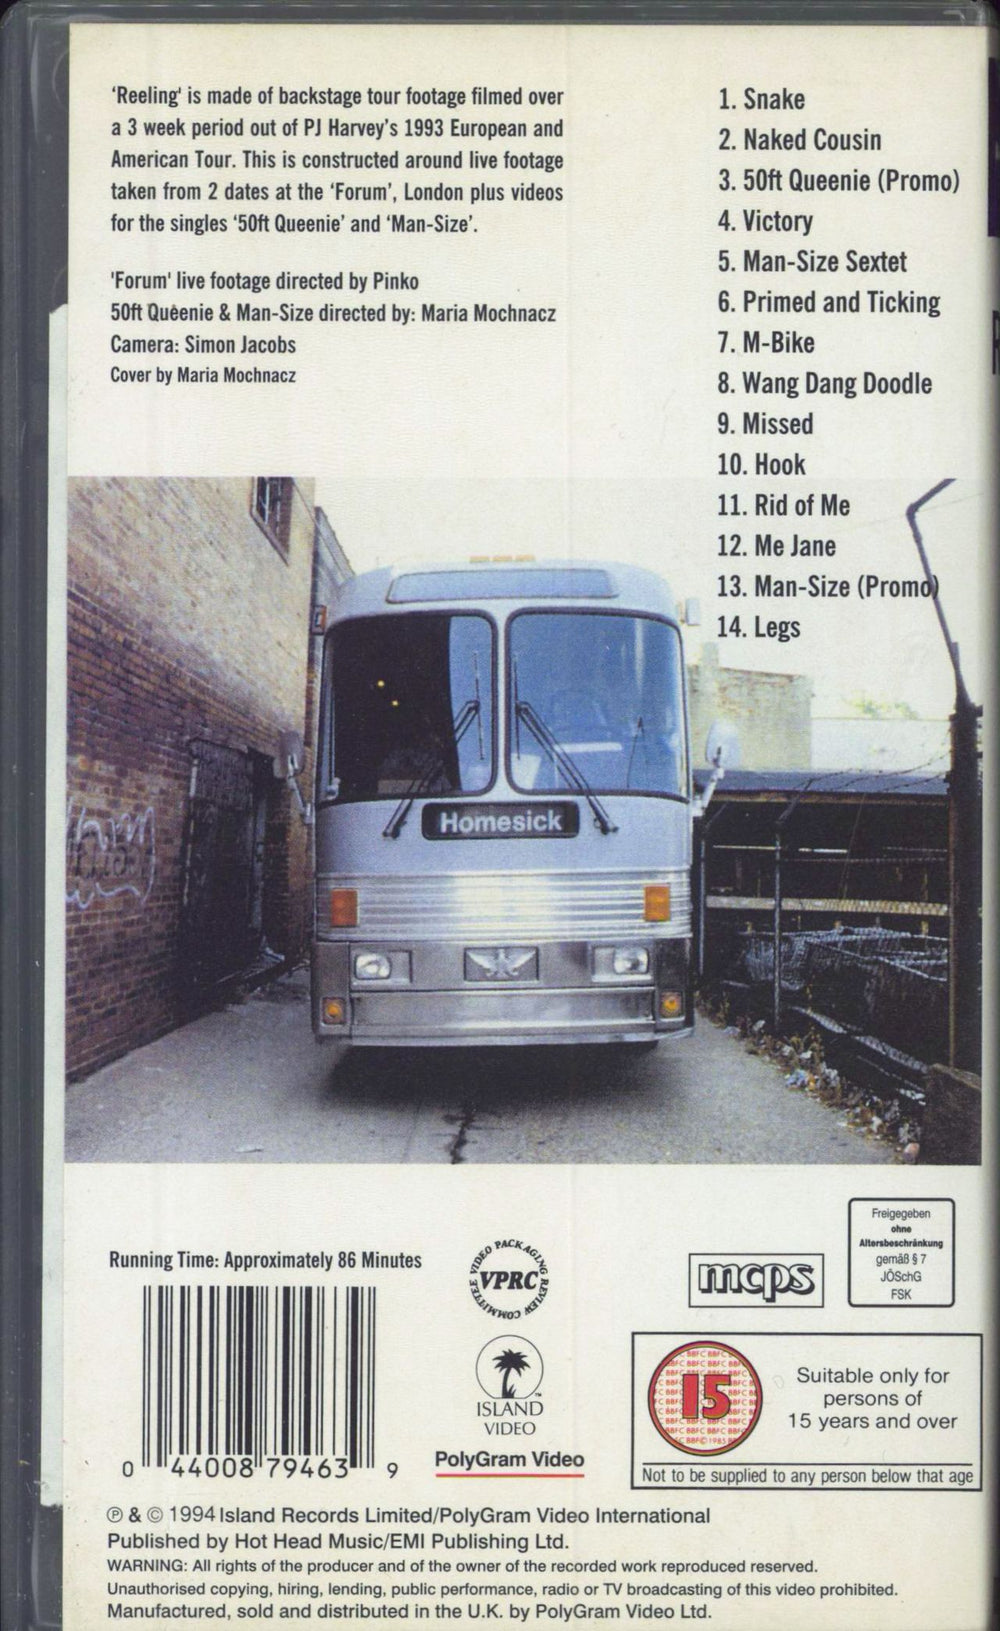 'Reeling' is made of backstage tour footage filmed over
a 3 week period out of PJ Harvey's 1993 European and
American Tour. This is constructed around live footage
taken from 2 dates at the 'Forum', London plus videos
for the singles '50ft Queenie' and 'Man-Size'.
'Forum' live footage directed by Pinko
50ft Queenie & Man-Size directed by: Maria Mochnacz
Camera: Simon Jacobs
Cover by Maria Mochnacz
1. Snake
2. Naked Cousin
3. 50ft Queenie (Promo)
4. Victory
5. Man-Size Sextet
6. Primed and Ticking
7. M-Bike
8. Wang Dang Doodle
9. Missed
10. Hook
11. Rid of Me
12. Me Jane
13. Man-Size (Promo)
14. Legs
Homesick
Running Time: Approximately 86 Minutes
0 44008 79463 9
VIDEO PACKAGING REVIEW COMMITTEE
VPRC
ISLAND
VIDEO
PolyGram Video
mcps
Freigegeben
ohne
Altersbeschränkung
gemäß § 7
JÖSchG
FSK
15
Suitable only for
persons of
15 years and over
Not to be supplied to any person below that age
℗ & © 1994 Island Records Limited/PolyGram Video International
Published by Hot Head Music/EMI Publishing Ltd.
WARNING: All rights of the producer and of the owner of the recorded work reproduced reserved.
Unauthorised copying, hiring, lending, public performance, radio or TV broadcasting of this video prohibited.
Manufactured, sold and distributed in the U.K. by PolyGram Video Ltd.